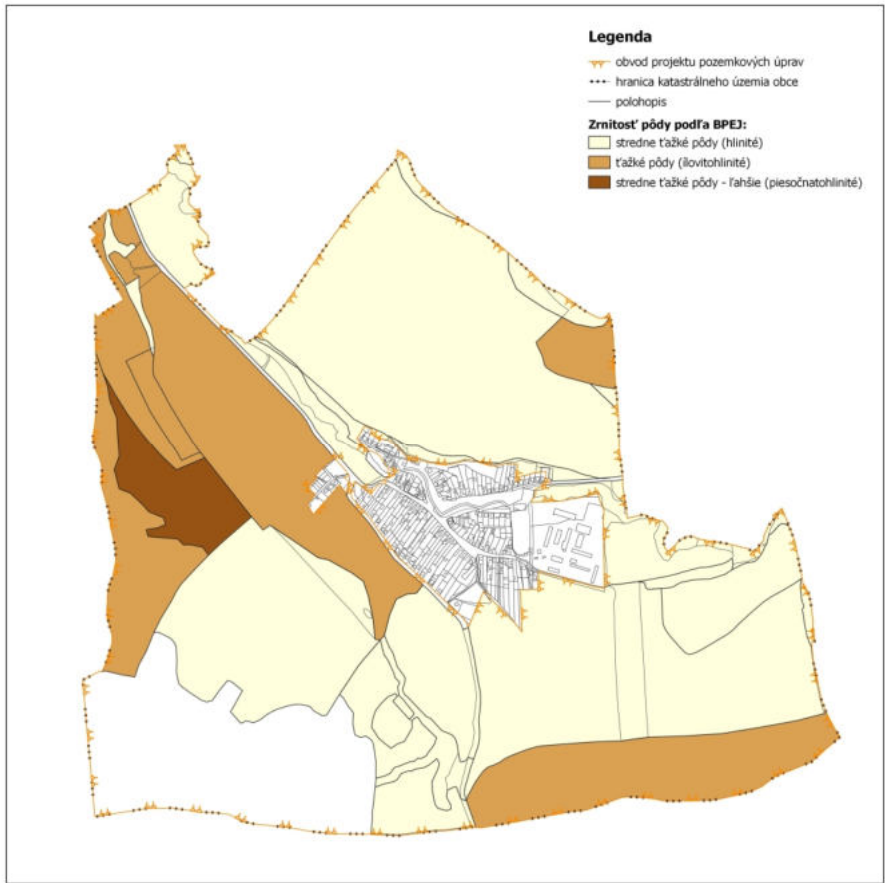 Legenda
obvod projektu pozemkových úprav
hranica katastrálneho územia obce
polohopis
Zrnitosť pôdy podľa BPEJ:
stredne ťažké pôdy (hlinité)
ťažké pôdy (ílovitohlinité)
stredne ťažké pôdy - ľahšie (piesočnatohlinité)